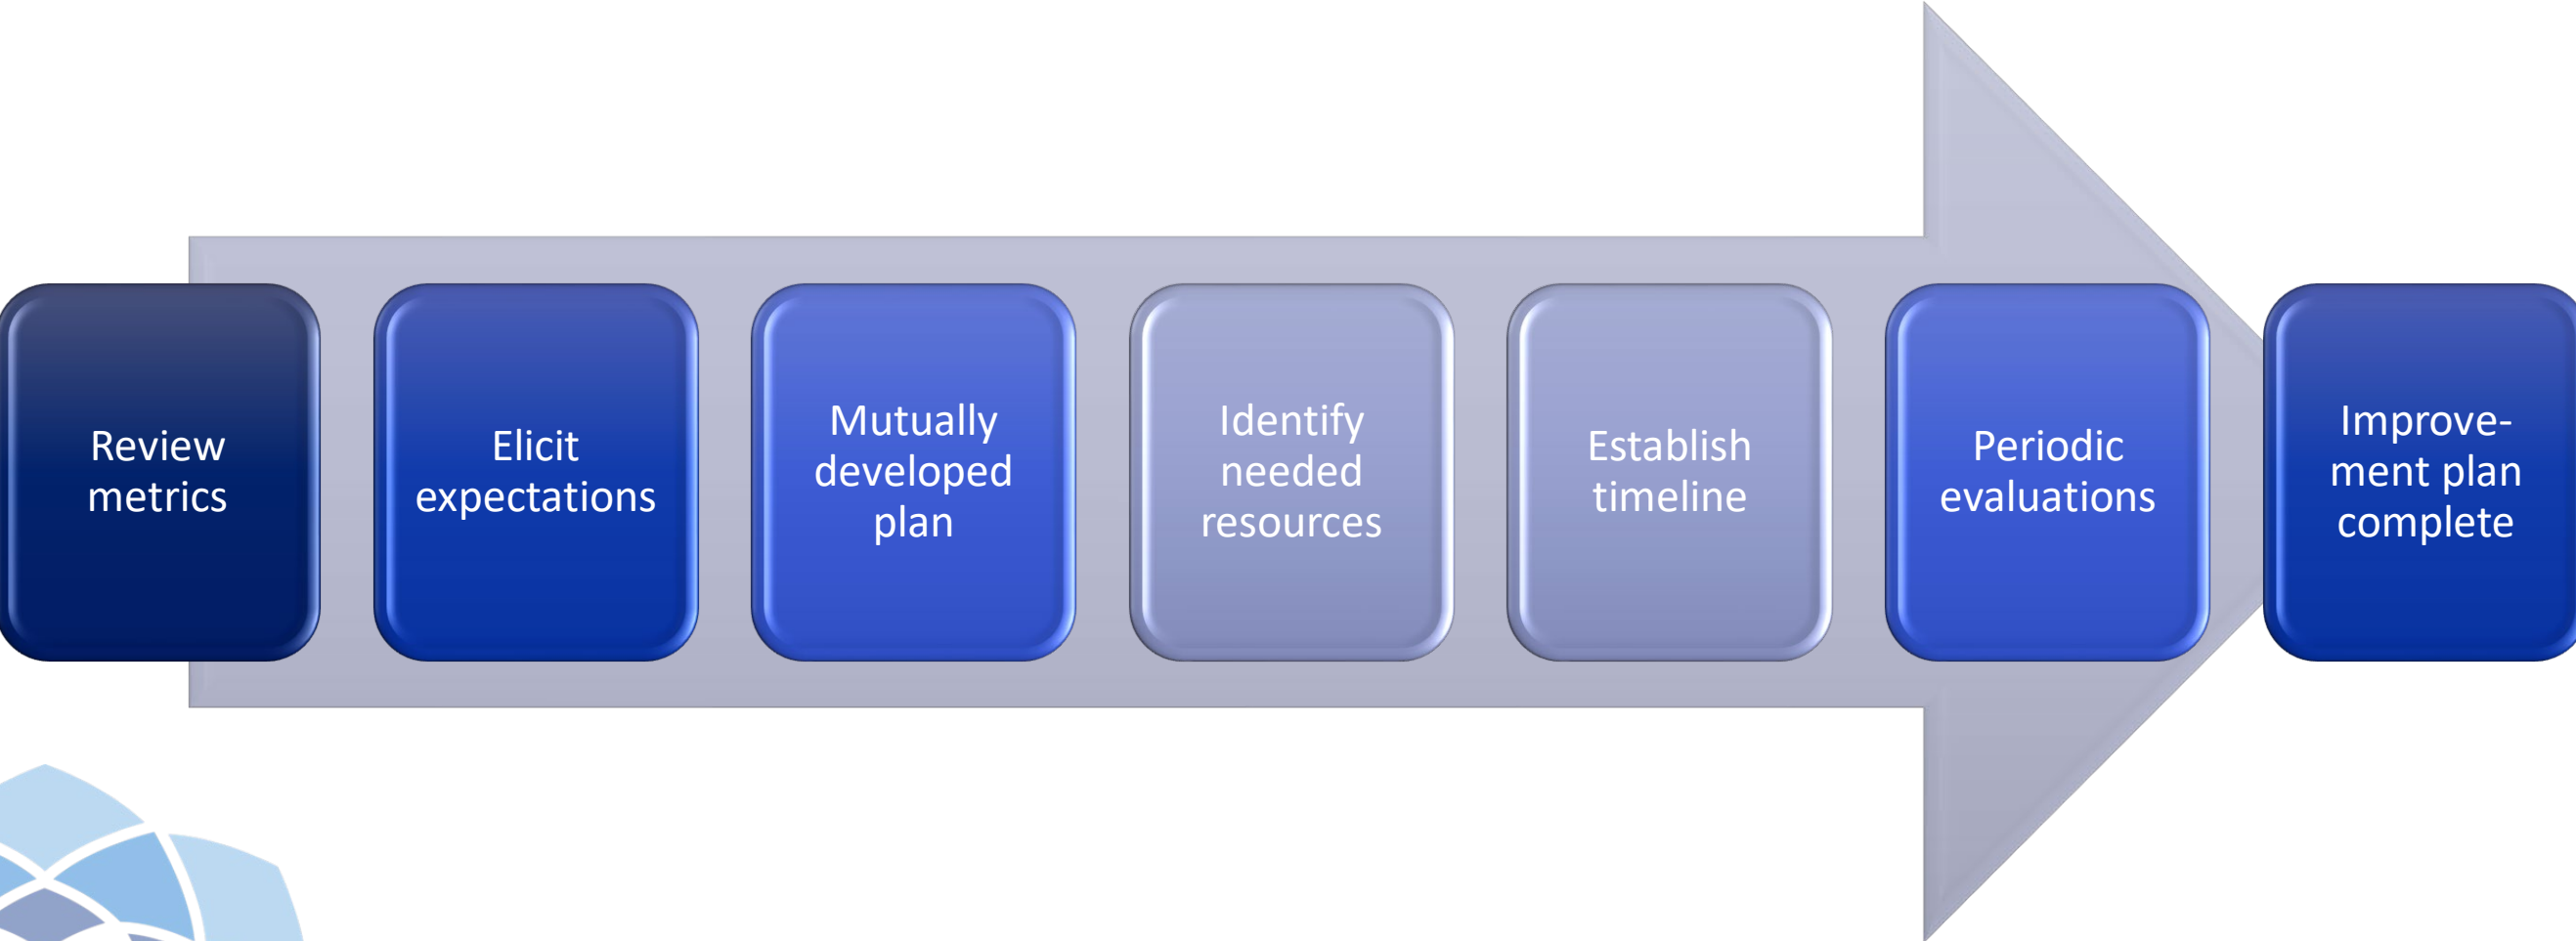 Review
metrics
Elicit
expectations
Mutually
developed
plan
Identify
needed
resources
Establish
timeline
Periodic
evaluations
Improve-
ment plan
complete